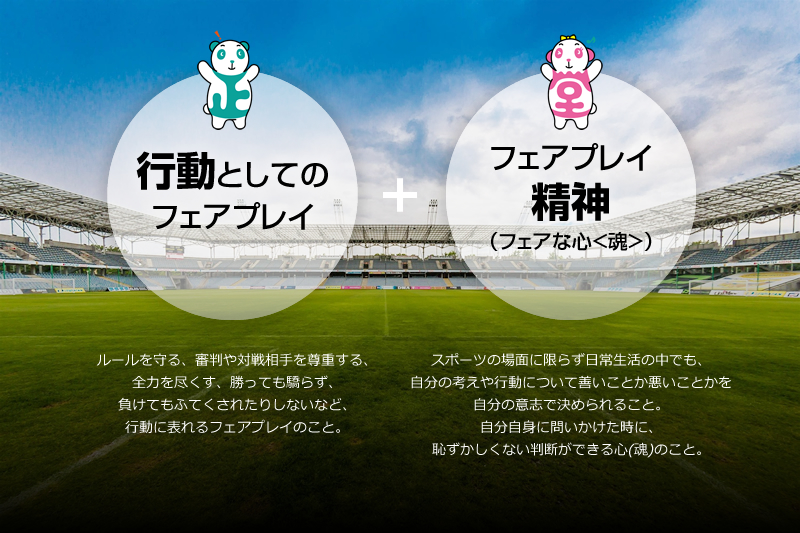 正
行動としての
フェアプレイ
＋
呈
フェアプレイ
精神
（フェアな心<魂>）
ルールを守る、審判や対戦相手を尊重する、
全力を尽くす、勝っても驕らず、
負けてもふてくされたりしないなど、
行動に表れるフェアプレイのこと。
スポーツの場面に限らず日常生活の中でも、
自分の考えや行動について善いことか悪いことかを
自分の意志で決められること。
自分自身に問いかけた時に、
恥ずかしくない判断ができる心(魂)のこと。